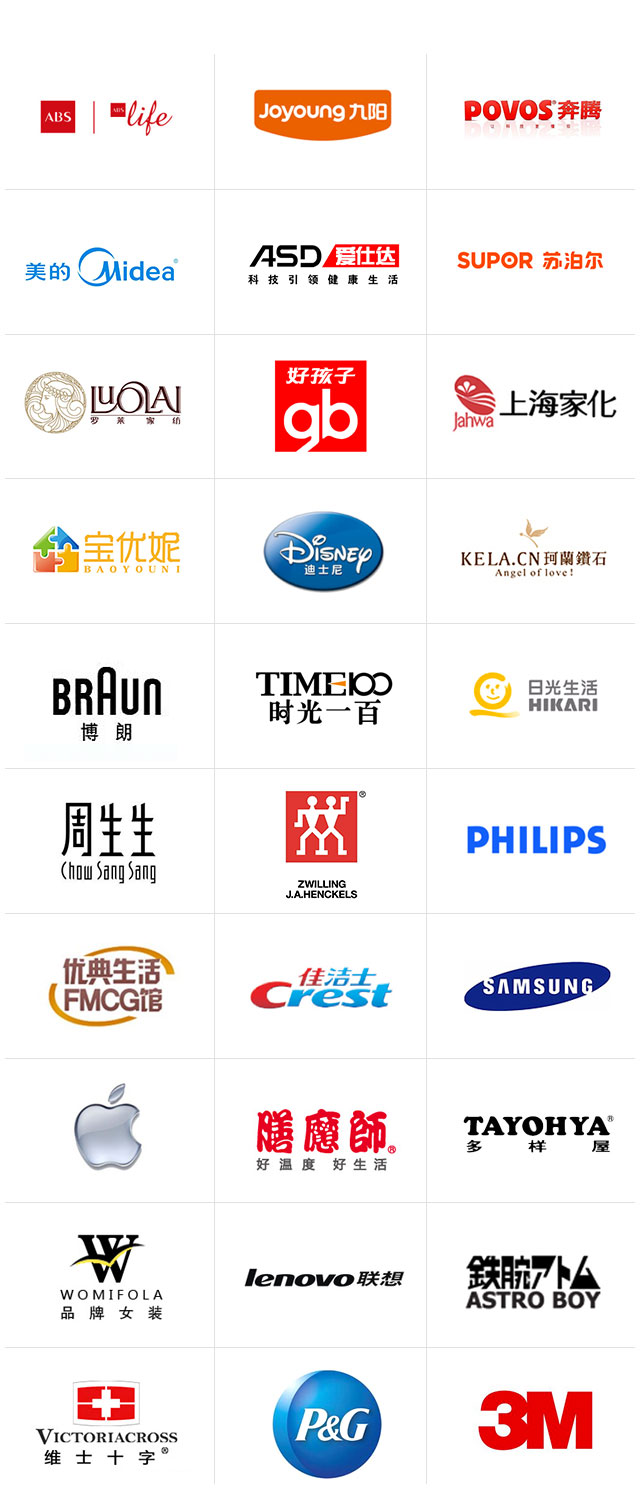 ABS ABS life
Joyoung 九阳
POVOS® 奔腾
美的 Midea®
ASD 爱仕达
科技引领健康生活
SUPOR 苏泊尔
LUOLAI
罗莱家纺
好孩子
gb
Jahwa 上海家化
宝优妮
BAOYOUNI
Disney
迪士尼
KELA.CN 珂蘭鑽石
Angel of love!
BRAUN
博朗
TIME100
时光一百
日光生活
HIKARI
周生生
Chow Sang Sang
®
ZWILLING
J.A.HENCKELS
PHILIPS
优典生活
FMCG馆
佳洁士
Crest
SAMSUNG
膳魔師®
好温度 好生活
TAYOHYA®
多样屋
W
WOMIFOLA
品牌女装
lenovo 联想
鉄腕アトム
ASTRO BOY
VICTORIACROSS
维士十字®
P&G
3M